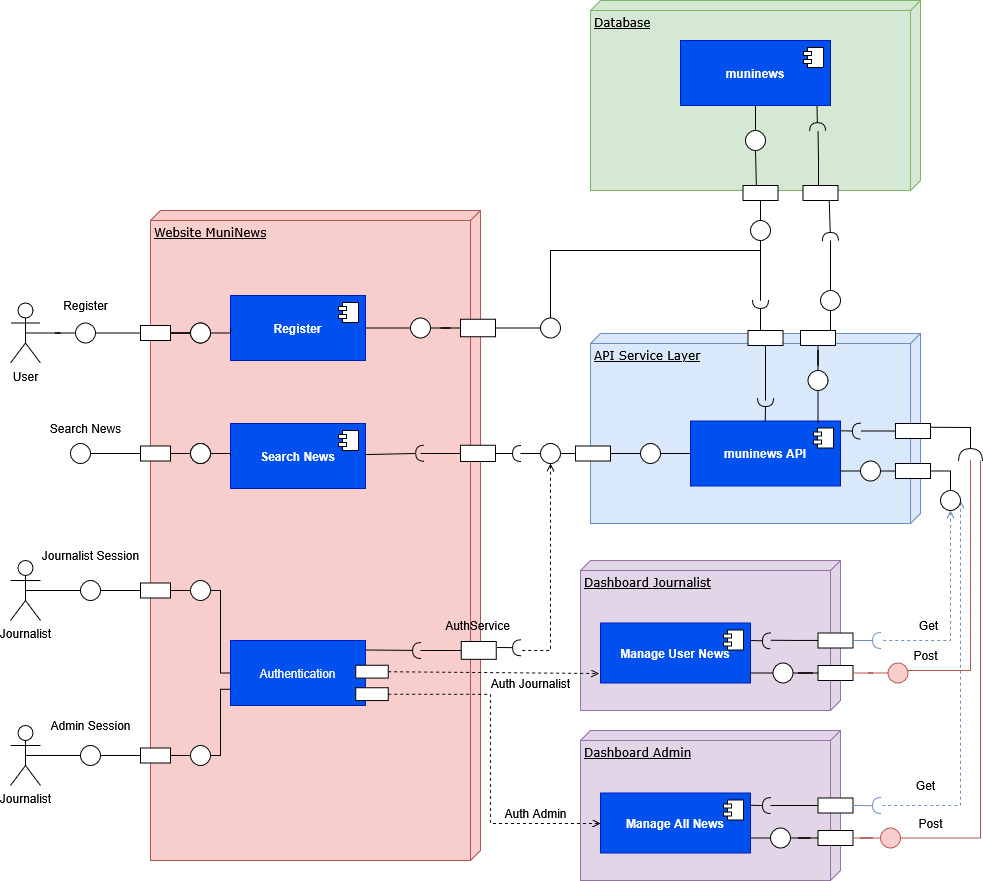 Database
muninews
Website MuniNews
Register
Register
User
API Service Layer
Search News
Search News
muninews API
Journalist Session
Journalist
Dashboard Journalist
AuthService
Get
Manage User News
Post
Authentication
Auth Journalist
Admin Session
Journalist
Dashboard Admin
Get
Auth Admin
Manage All News
Post